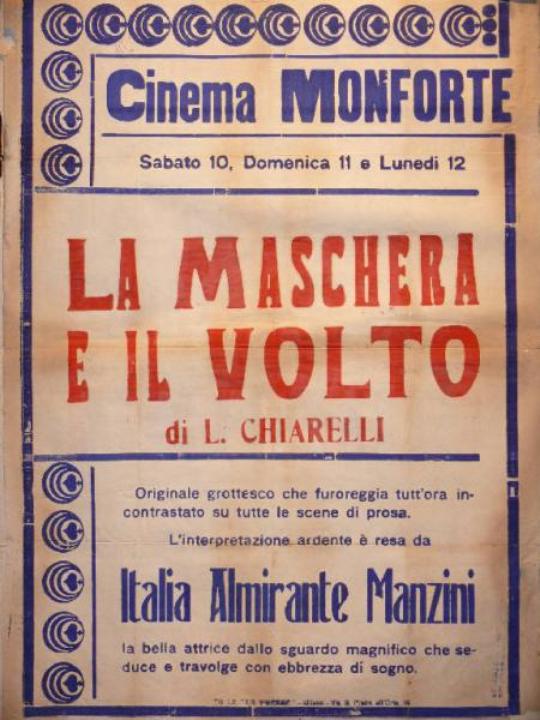 Cinema MONFORTE
Sabato 10, Domenica 11 e Lunedi 12
LA MASCHERA
E IL VOLTO
di L. CHIARELLI
Originale grottesco che furoreggia tutt'ora in-
contrastato su tutte le scene di prosa.
L'interpretazione ardente è resa da
Italia Almirante Manzini
la bella attrice dallo sguardo magnifico che se-
duce e travolge con ebbrezza di sogno.